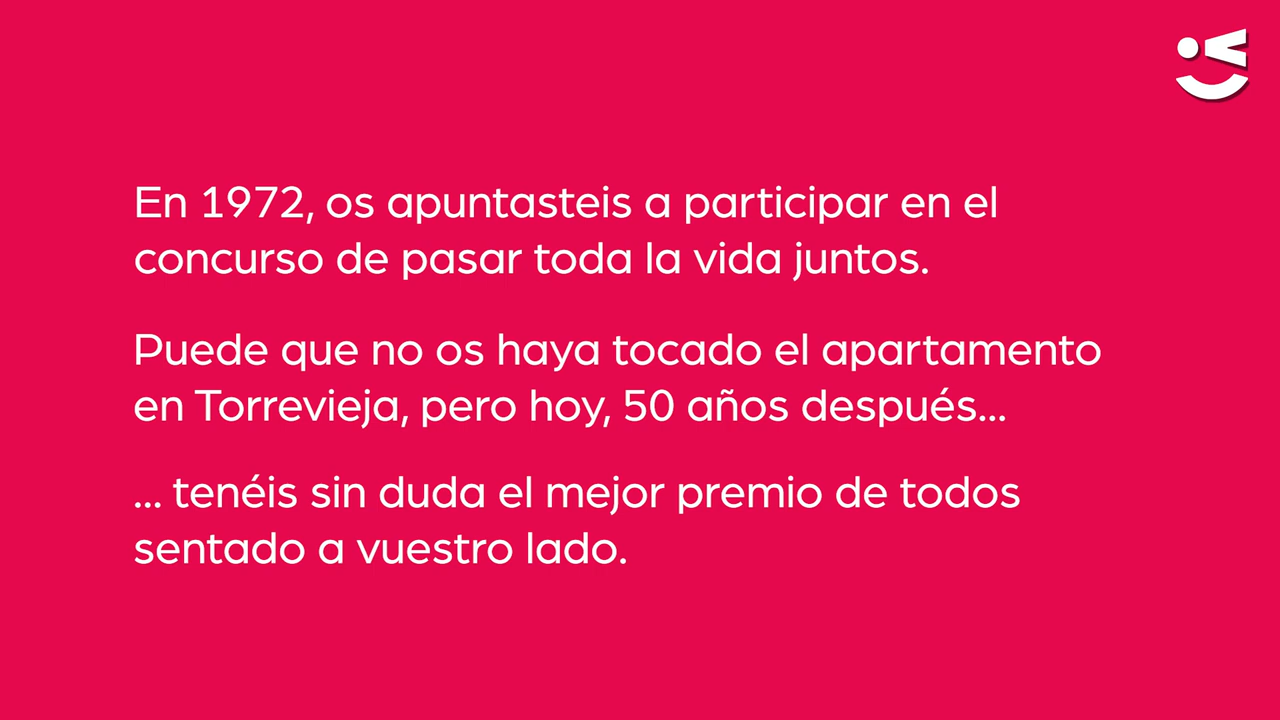 En 1972, os apuntasteis a participar en el
concurso de pasar toda la vida juntos.
Puede que no os haya tocado el apartamento
en Torrevieja, pero hoy, 50 años después...
... tenéis sin duda el mejor premio de todos
sentado a vuestro lado.